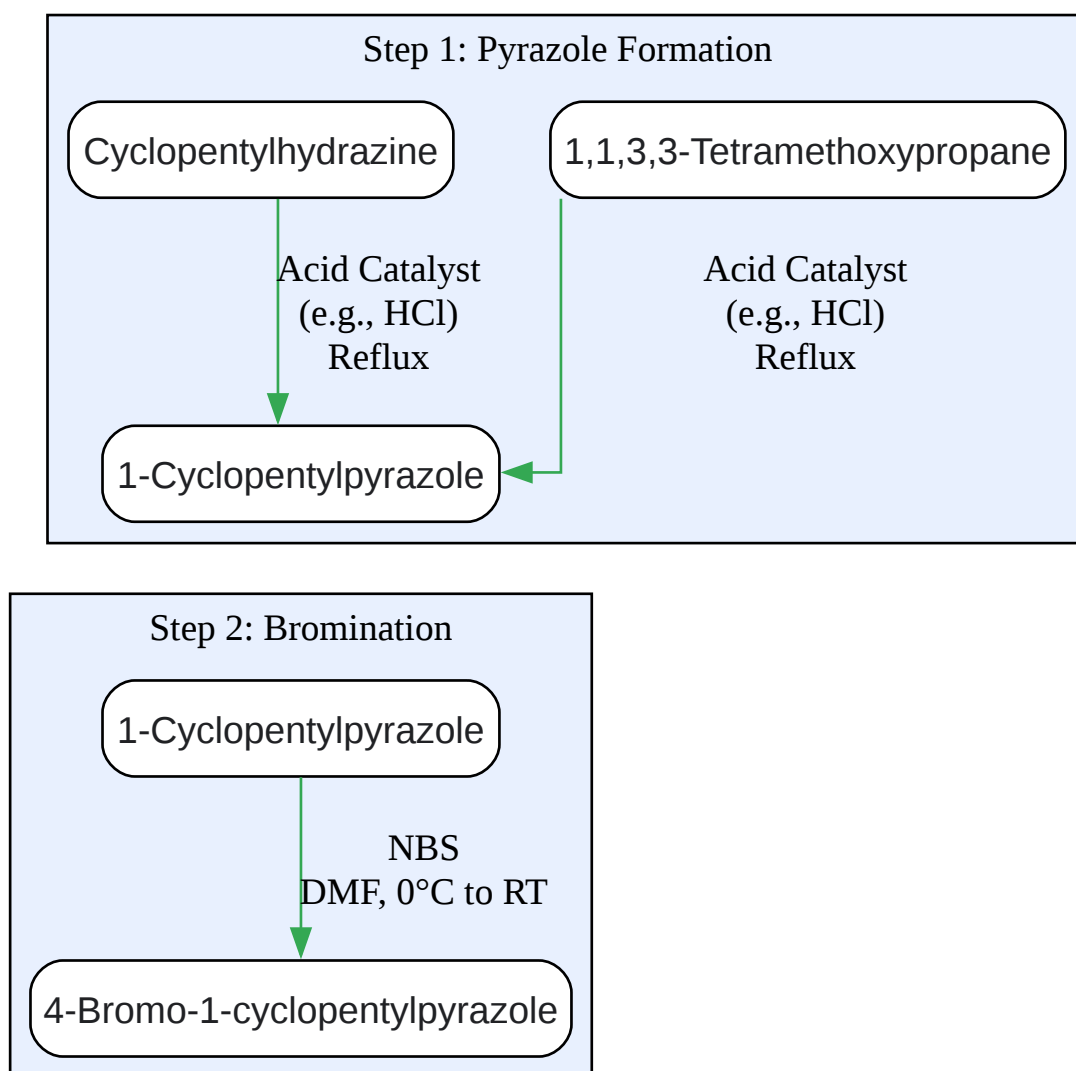 Step 1: Pyrazole Formation
Cyclopentylhydrazine
1,1,3,3-Tetramethoxypropane
Acid Catalyst
(e.g., HCl)
Reflux
Acid Catalyst
(e.g., HCl)
Reflux
1-Cyclopentylpyrazole
Step 2: Bromination
1-Cyclopentylpyrazole
NBS
DMF, 0°C to RT
4-Bromo-1-cyclopentylpyrazole